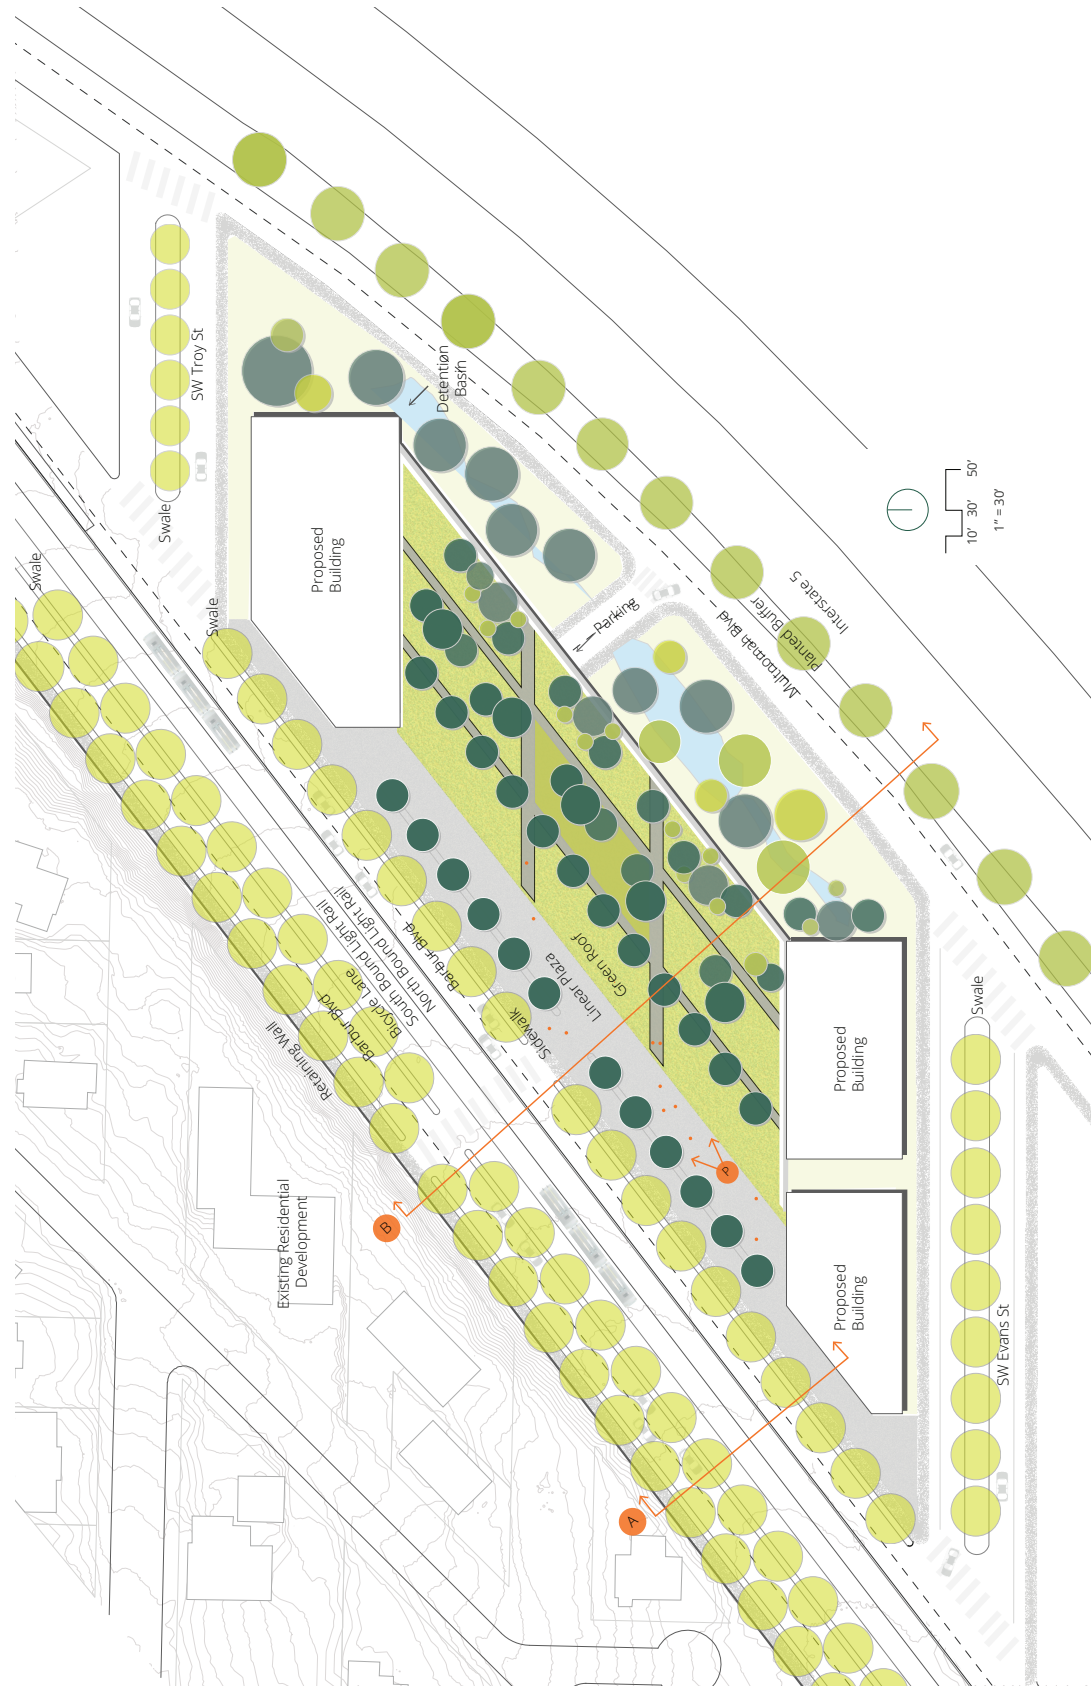 Detention
Basin
SW Troy St
Swale
Swale
Swale
Proposed
Building
Parking
Interstate 5
Planted Buffer
Multnomah Blvd
10' 30' 50'
1" = 30'
North Bound Light Rail
South Bound Light Rail
Bicycle Lane
Barbur Blvd
Retaining Wall
Barbur Blvd
Sidewalk
Linear Plaza
Green Roof
Swale
Proposed
Building
P
B
Existing Residential
Development
Proposed
Building
SW Evans St
A